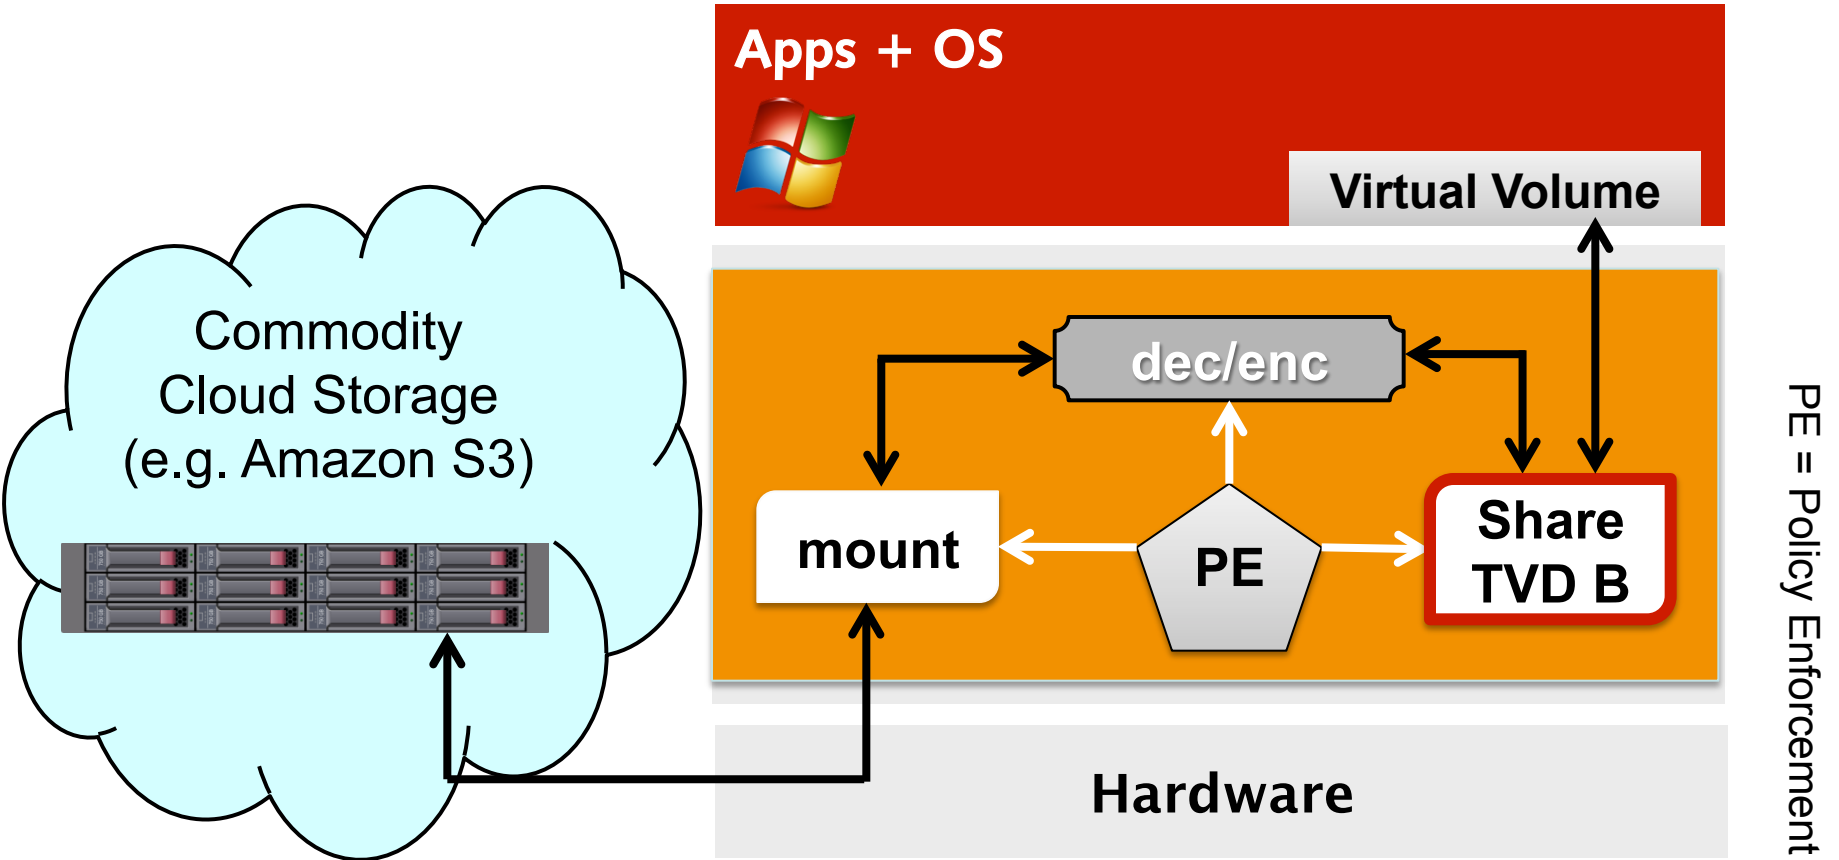 Apps + OS
Virtual Volume
Commodity
Cloud Storage
(e.g. Amazon S3)
dec/enc
mount
PE
Share
TVD B
Hardware
PE = Policy Enforcement